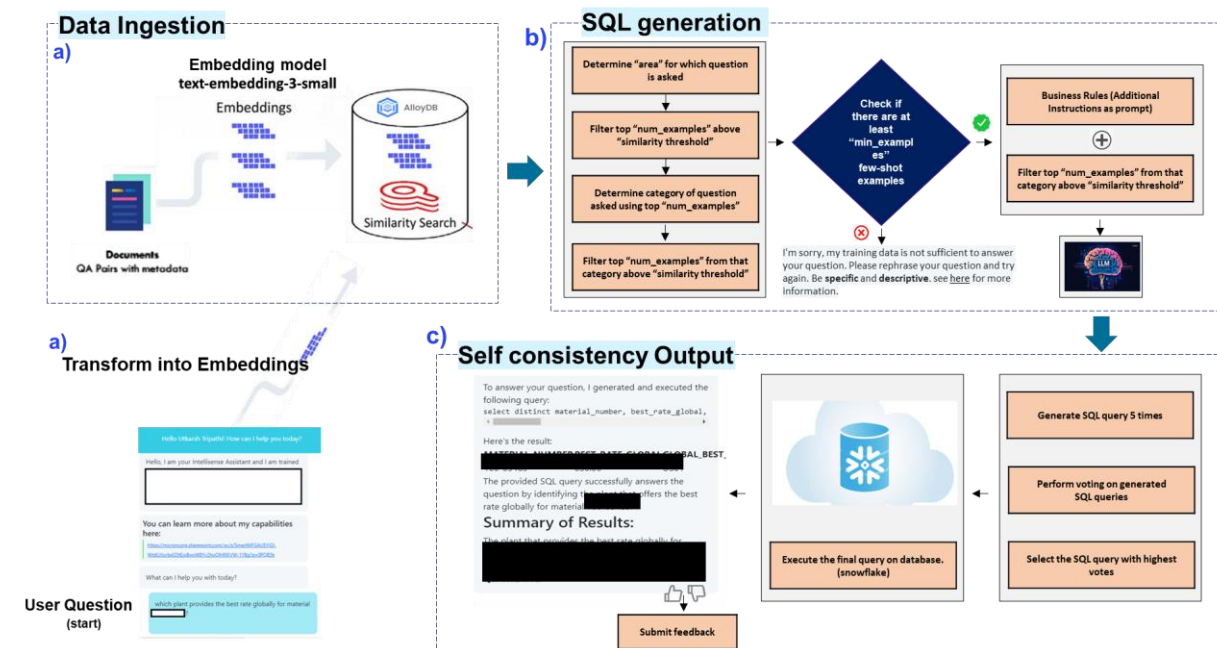 Data Ingestion
a)
Embedding model
text-embedding-3-small
Embeddings
AlloyDB
Similarity Search
Documents
QA Pairs with metadata
a)
Transform into Embeddings
Hello Utkarsh Tripathi! How can I help you today?
Hello, I am your Intellisense Assistant and I am trained
You can learn more about my capabilities
here:
What can I help you with today?
User Question
(start)
which plant provides the best rate globally for material
?
SQL generation
b)
Determine "area" for which question
is asked
Filter top "num_examples" above
"similarity threshold"
Determine category of question
asked using top "num_examples"
Filter top "num_examples" from that
category above "similarity threshold"
Check if
there are at
least
"min_exampl
es"
few-shot
examples
I'm sorry, my training data is not sufficient to answer
your question. Please rephrase your question and try
again. Be specific and descriptive. see here for more
information.
Business Rules (Additional
Instructions as prompt)
Filter top "num_examples" from that
category above "similarity threshold"
LLM
c)
Self consistency Output
To answer your question, I generated and executed the
following query:
select distinct material_number, best_rate_global,
Here's the result:
The provided SQL query successfully answers the
question by identifying the plant that offers the best
rate globally for material
Summary of Results:
The plant that provides the best rate globally for
Submit feedback
Execute the final query on database.
(snowflake)
Generate SQL query 5 times
Perform voting on generated
SQL queries
Select the SQL query with highest
votes